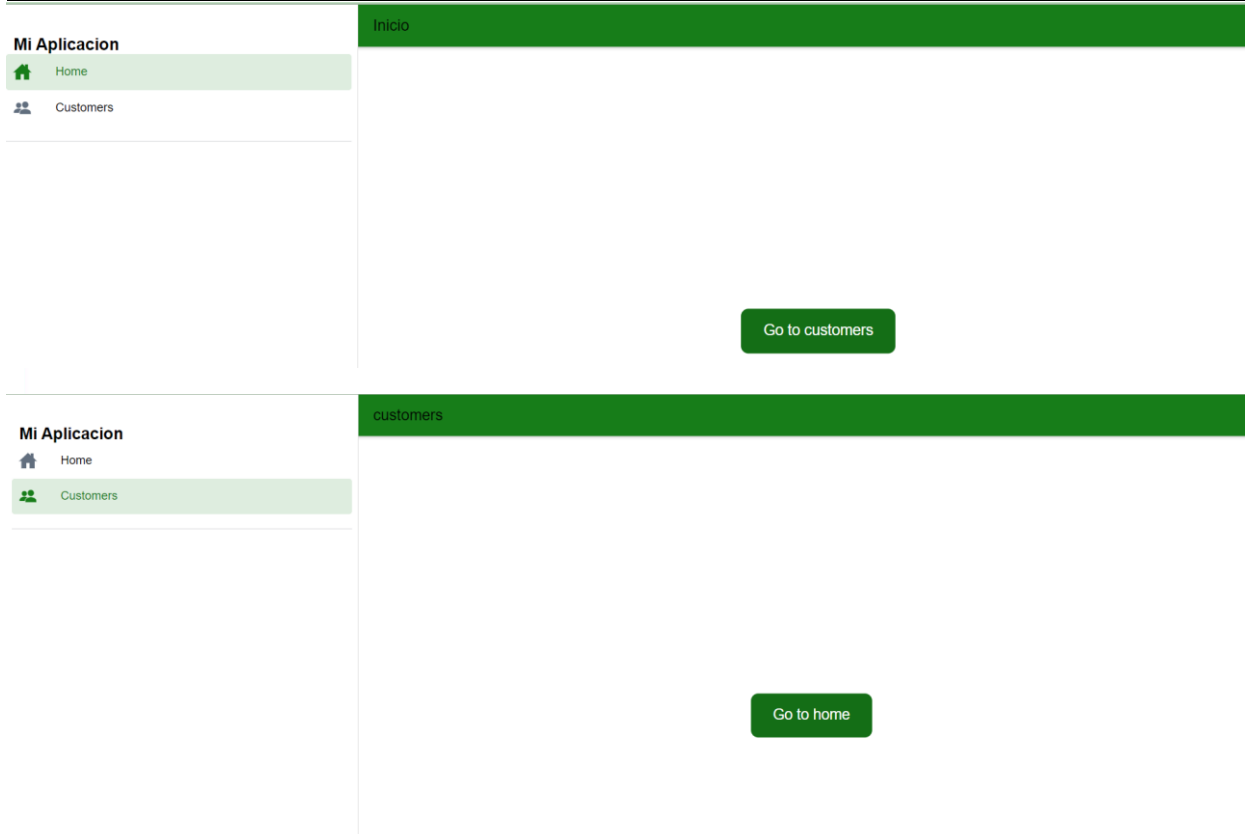 Inicio
Mi Aplicacion
Home
Customers
Go to customers
customers
Mi Aplicacion
Home
Customers
Go to home